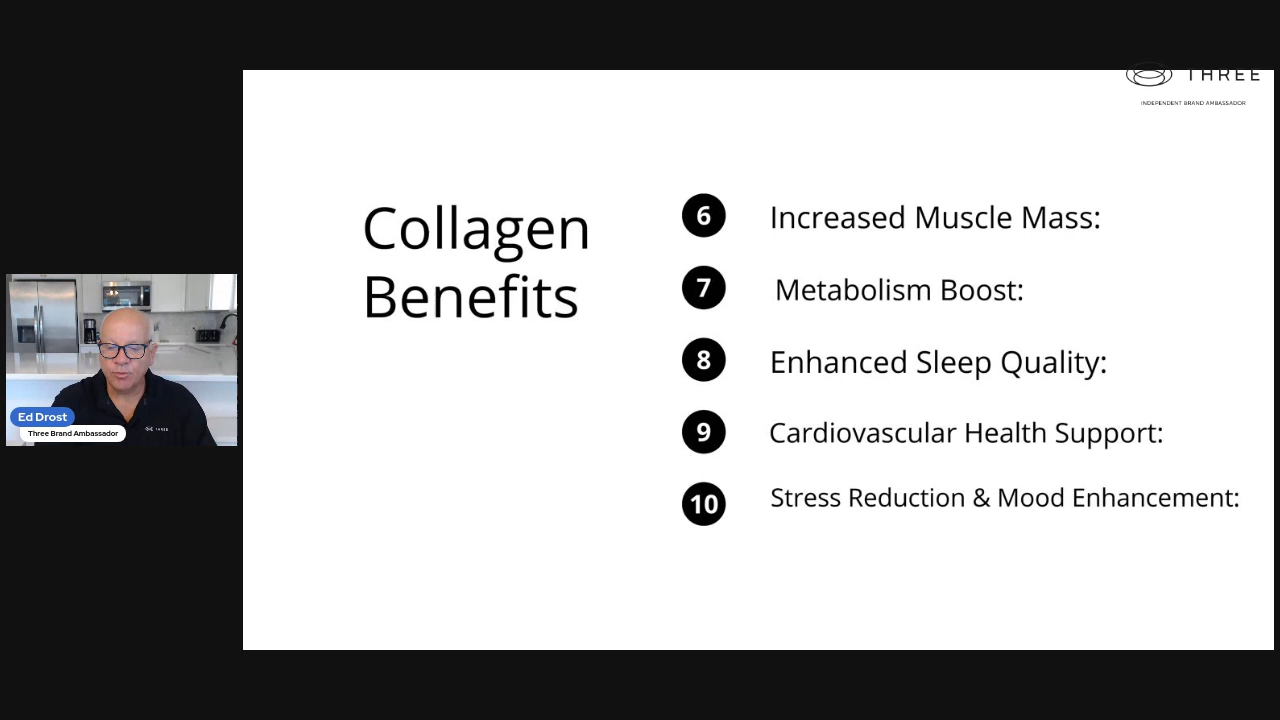 THREE
INDEPENDENT BRAND AMBASSADOR
Collagen
Benefits
6 Increased Muscle Mass:
7 Metabolism Boost:
8 Enhanced Sleep Quality:
9 Cardiovascular Health Support:
10 Stress Reduction & Mood Enhancement:
Ed Drost
Three Brand Ambassador
THREE